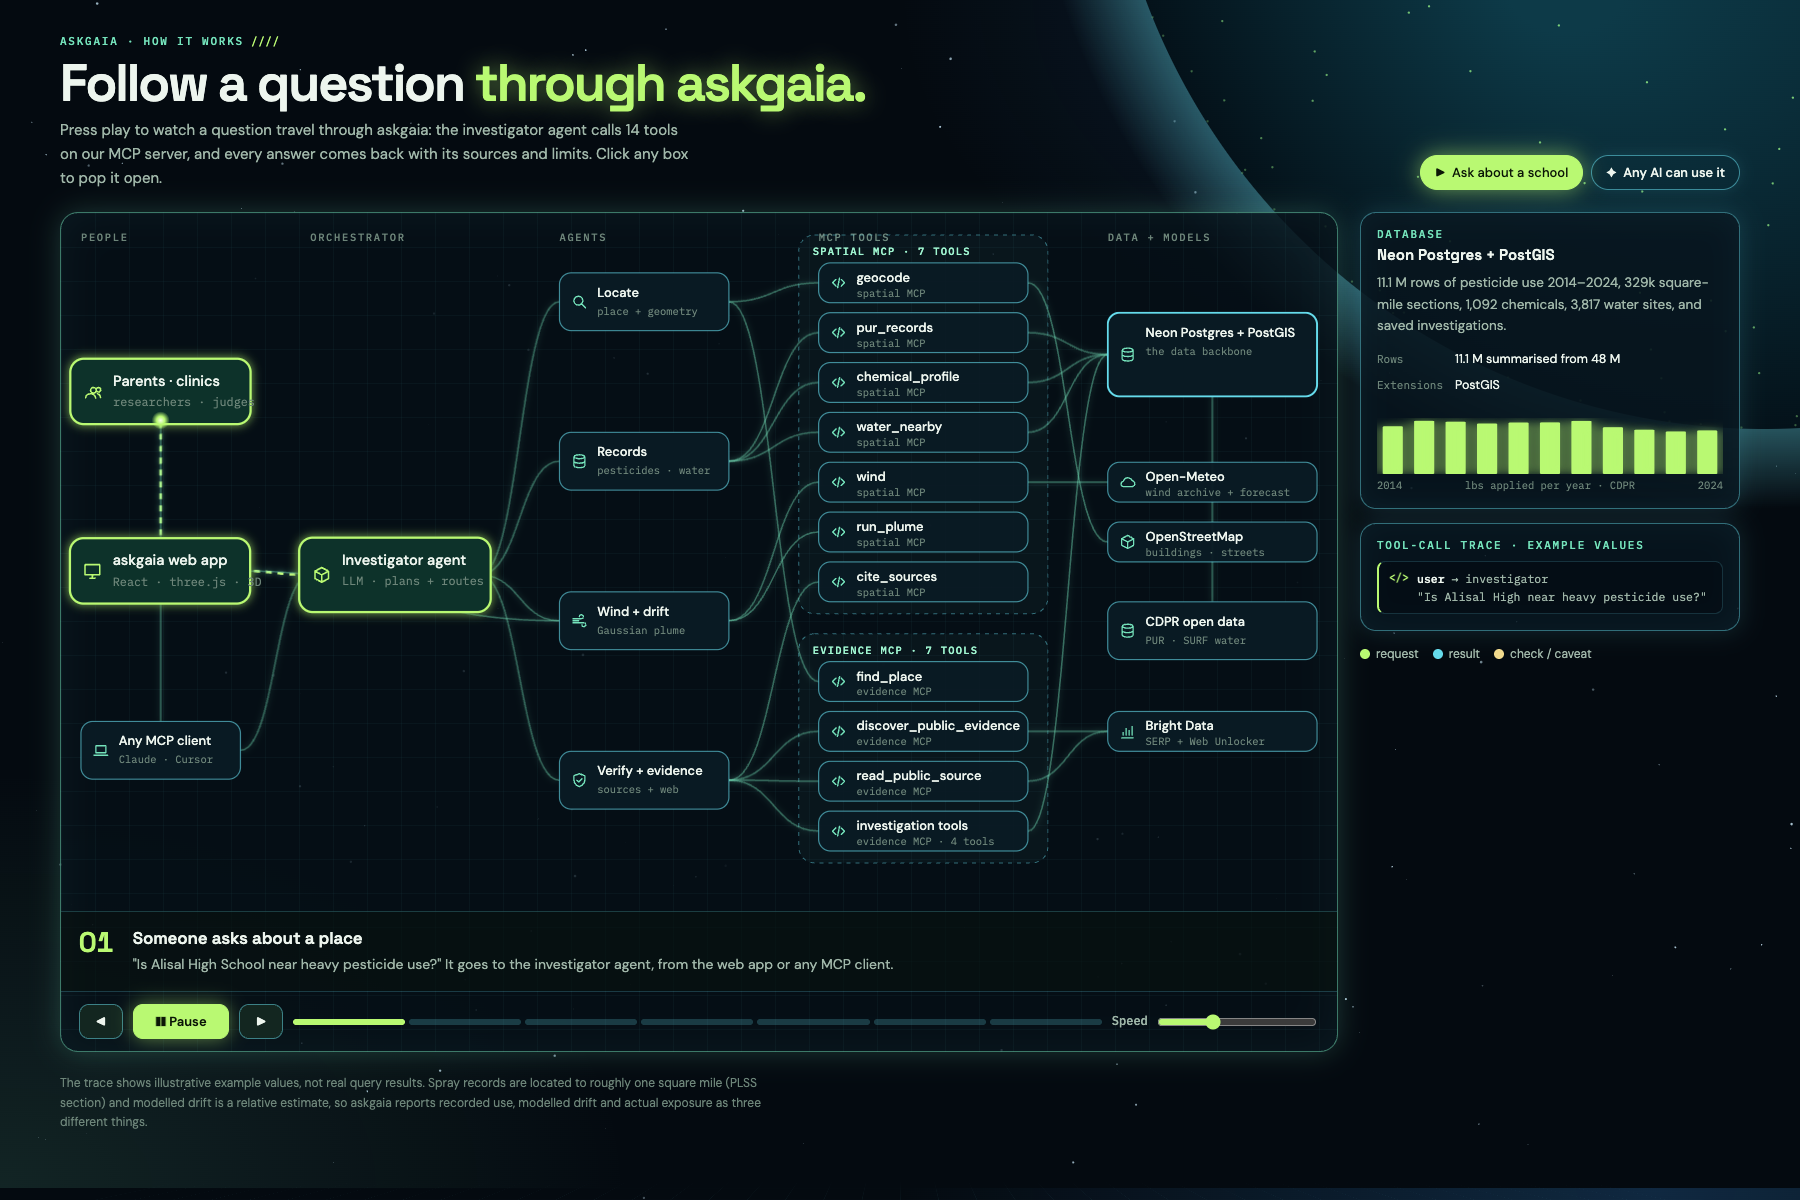 ASKGAIA · HOW IT WORKS ////
Follow a question through askgaia.
Press play to watch a question travel through askgaia: the investigator agent calls 14 tools
on our MCP server, and every answer comes back with its sources and limits. Click any box
to pop it open.
▶ Ask about a school
✦ Any AI can use it
PEOPLE
ORCHESTRATOR
AGENTS
MCP TOOLS
DATA + MODELS
Parents · clinics
researchers · judges
askgaia web app
React · three.js · 3D
Any MCP client
Claude · Cursor
Investigator agent
LLM · plans + routes
Locate
place + geometry
Records
pesticides · water
Wind + drift
Gaussian plume
Verify + evidence
sources + web
SPATIAL MCP · 7 TOOLS
</> geocode
spatial MCP
</> pur_records
spatial MCP
</> chemical_profile
spatial MCP
</> water_nearby
spatial MCP
</> wind
spatial MCP
</> run_plume
spatial MCP
</> cite_sources
spatial MCP
EVIDENCE MCP · 7 TOOLS
</> find_place
evidence MCP
</> discover_public_evidence
evidence MCP
</> read_public_source
evidence MCP
</> investigation tools
evidence MCP · 4 tools
Neon Postgres + PostGIS
the data backbone
Open-Meteo
wind archive + forecast
OpenStreetMap
buildings · streets
CDPR open data
PUR · SURF water
Bright Data
SERP + Web Unlocker
01
Someone asks about a place
"Is Alisal High School near heavy pesticide use?" It goes to the investigator agent, from the web app or any MCP client.
Pause
Speed
DATABASE
Neon Postgres + PostGIS
11.1 M rows of pesticide use 2014–2024, 329k square-
mile sections, 1,092 chemicals, 3,817 water sites, and
saved investigations.
Rows 11.1 M summarised from 48 M
Extensions PostGIS
2014 lbs applied per year · CDPR 2024
TOOL-CALL TRACE · EXAMPLE VALUES
</> user → investigator
"Is Alisal High near heavy pesticide use?"
request
result
check / caveat
The trace shows illustrative example values, not real query results. Spray records are located to roughly one square mile (PLSS
section) and modelled drift is a relative estimate, so askgaia reports recorded use, modelled drift and actual exposure as three
different things.